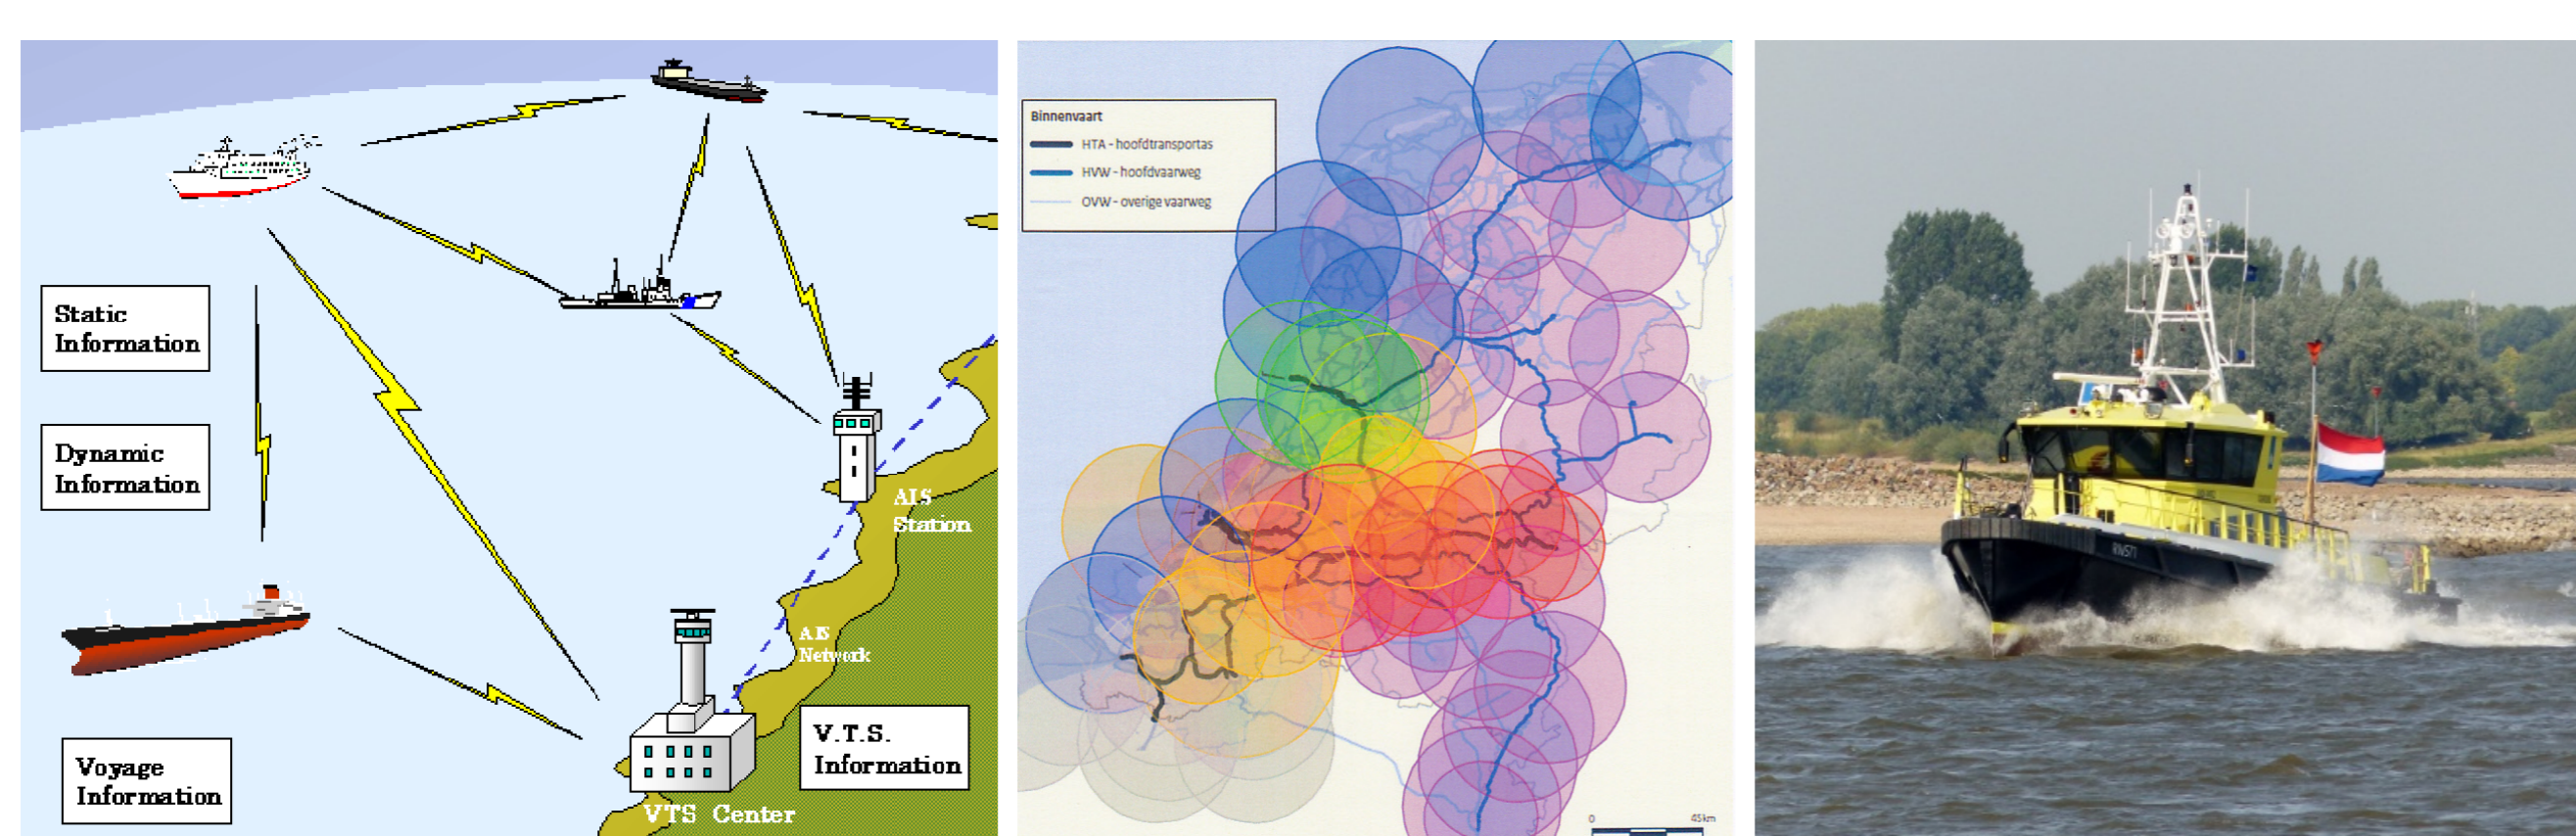 Static
Information
Dynamic
Information
Voyage
Information
AIS
Station
AIS
Network
V.T.S.
Information
VTS Center
Binnenvaart
HTA - hoofdtransportas
HVW - hoofdvaarweg
OVW - overige vaarweg
0 45km